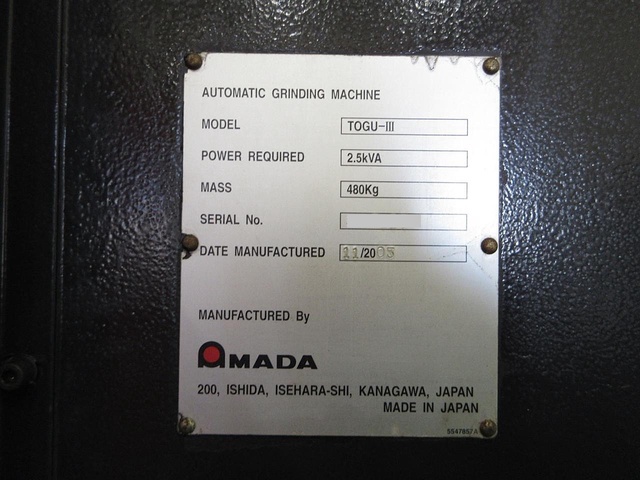 AUTOMATIC GRINDING MACHINE
MODEL TOGU-III
POWER REQUIRED 2.5kVA
MASS 480Kg
SERIAL No.
DATE MANUFACTURED 11/2005
MANUFACTURED By
AMADA
200, ISHIDA, ISEHARA-SHI, KANAGAWA, JAPAN
MADE IN JAPAN